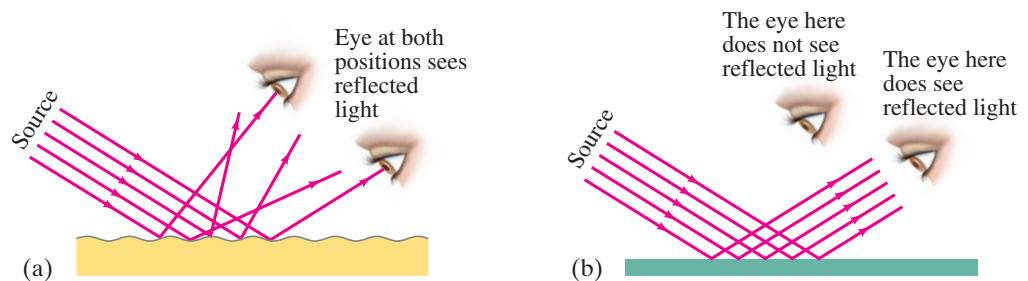 Source
Eye at both
positions sees
reflected
light
(a)
Source
The eye here
does not see
reflected light
The eye here
does see
reflected light
(b)